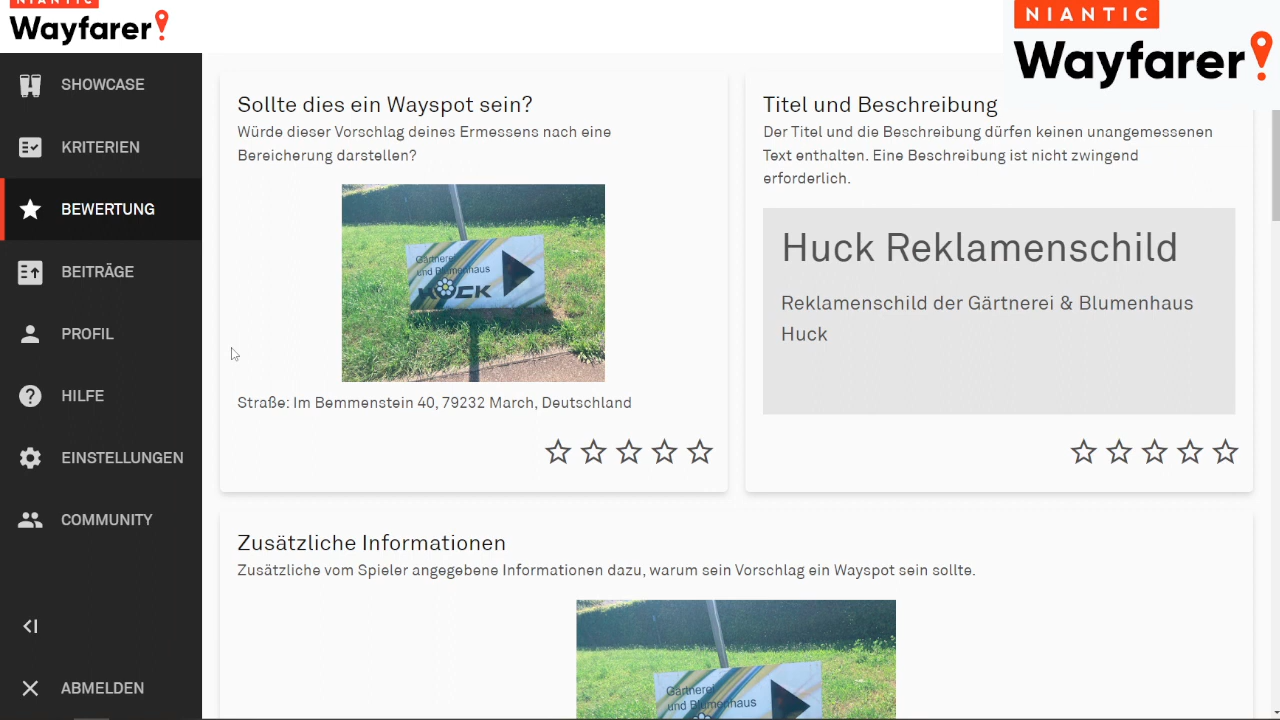 NIANTIC
Wayfarer!
NIANTIC
Wayfarer!
SHOWCASE
KRITERIEN
BEWERTUNG
BEITRÄGE
PROFIL
HILFE
EINSTELLUNGEN
COMMUNITY
ABMELDEN
Sollte dies ein Wayspot sein?
Würde dieser Vorschlag deines Ermessens nach eine
Bereicherung darstellen?
Gärtnerei
und Blumenhaus
HUCK
Straße: Im Bemmenstein 40, 79232 March, Deutschland
Titel und Beschreibung
Der Titel und die Beschreibung dürfen keinen unangemessenen
Text enthalten. Eine Beschreibung ist nicht zwingend
erforderlich.
Huck Reklamenschild
Reklamenschild der Gärtnerei & Blumenhaus
Huck
Zusätzliche Informationen
Zusätzliche vom Spieler angegebene Informationen dazu, warum sein Vorschlag ein Wayspot sein sollte.
Gärtnerei
und Blumenhaus